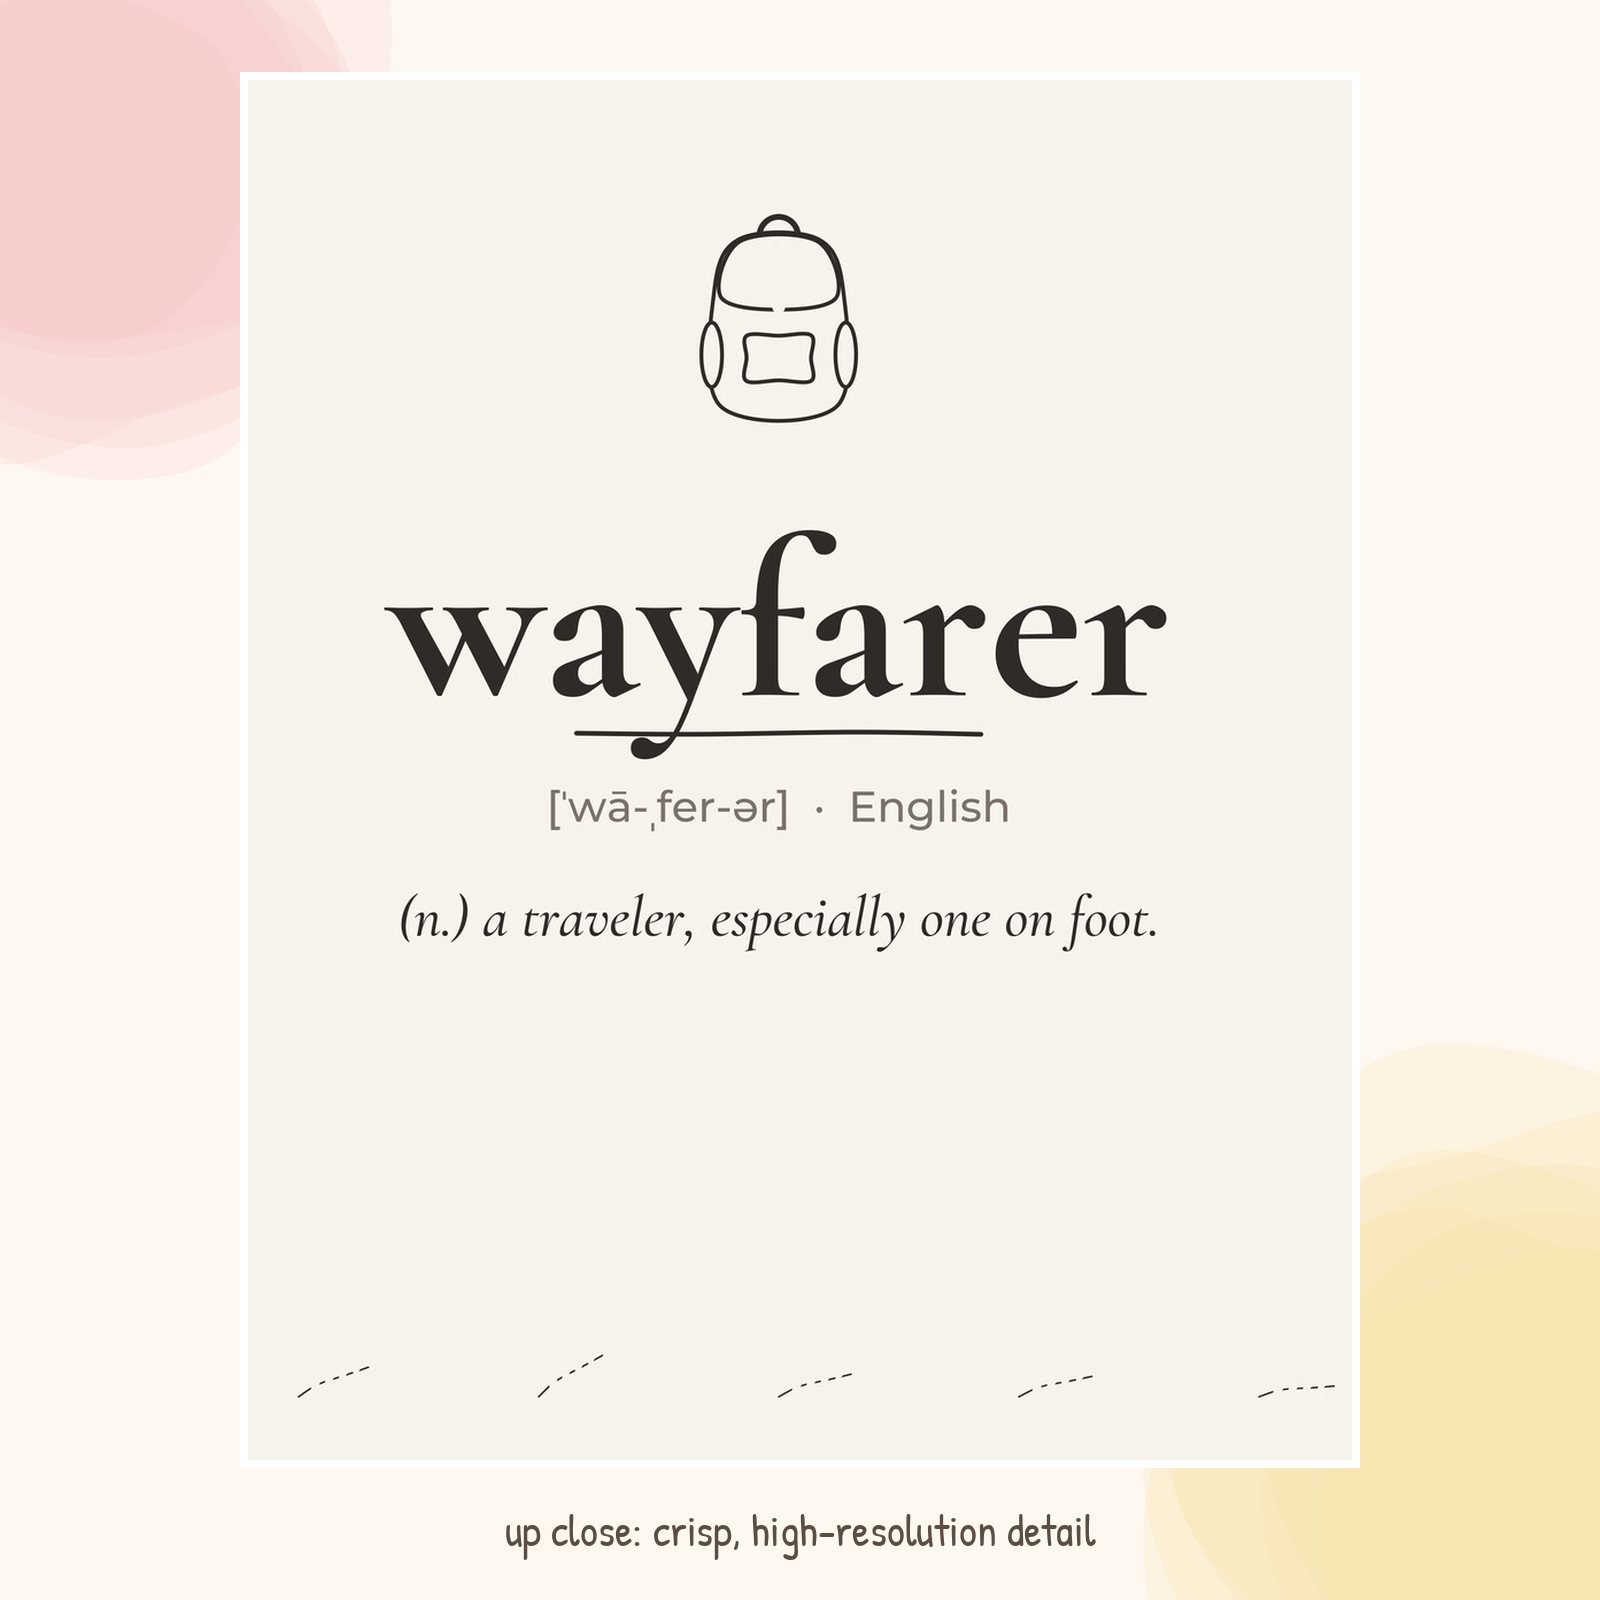 wayfarer
[ˈwā-ˌfer-ər] · English
(n.) a traveler, especially one on foot.
up close: crisp, high-resolution detail